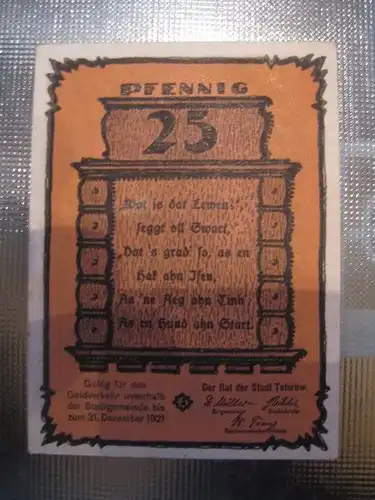 PFENNIG
25
„Wat is dat Lewen?“
seggt oll Swart,
„Dat 's grad' so, as en
Hak ahn Isen,
As 'ne Aeg ahn Tinn
As en Hund ahn Start.
Gültig für den
Geldverkehr innerhalb
der Stadtgemeinde bis
zum 31. Dezember 1921
Der Rat der Stadt Teterow.